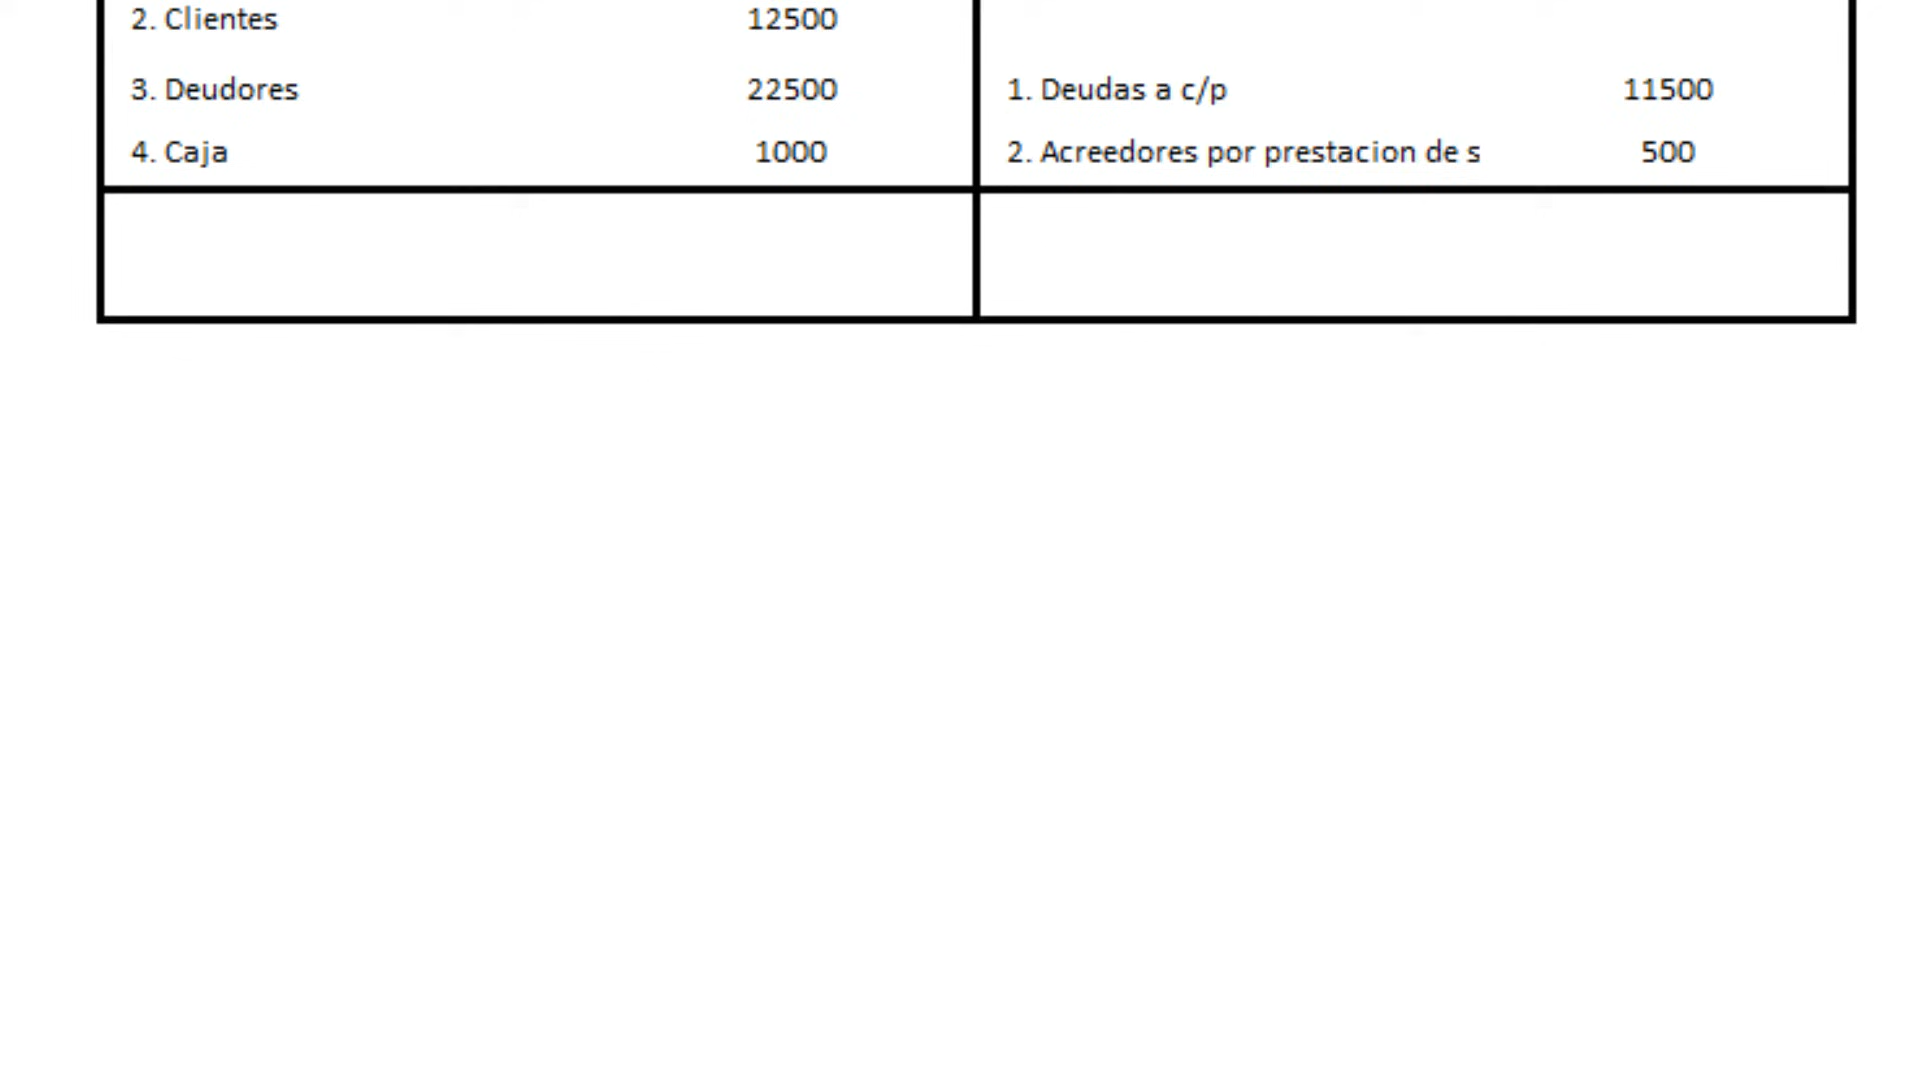 2. Clientes 12500
3. Deudores 22500
4. Caja 1000
1. Deudas a c/p 11500
2. Acreedores por prestacion de s 500